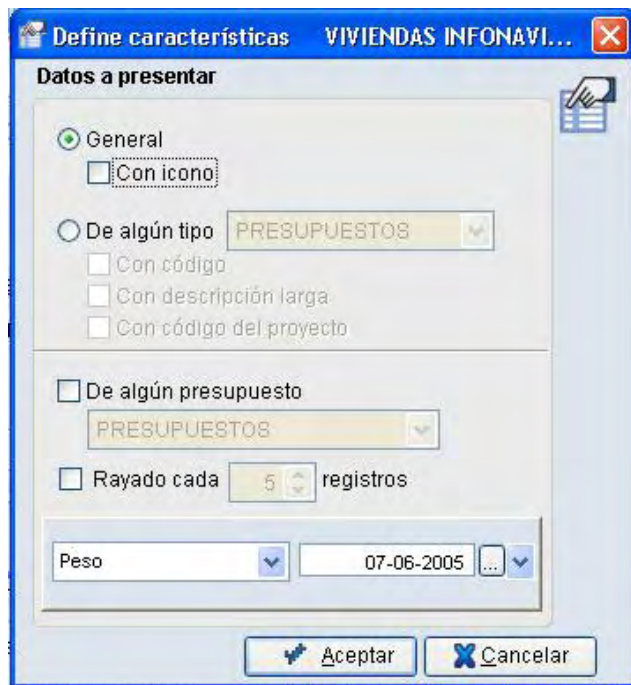 Define características VIVIENDAS INFONAVI...
Datos a presentar
General
Con icono
De algún tipo PRESUPUESTOS
Con código
Con descripción larga
Con código del proyecto
De algún presupuesto
PRESUPUESTOS
Rayado cada 5 registros
Peso 07-06-2005 ...
Aceptar Cancelar